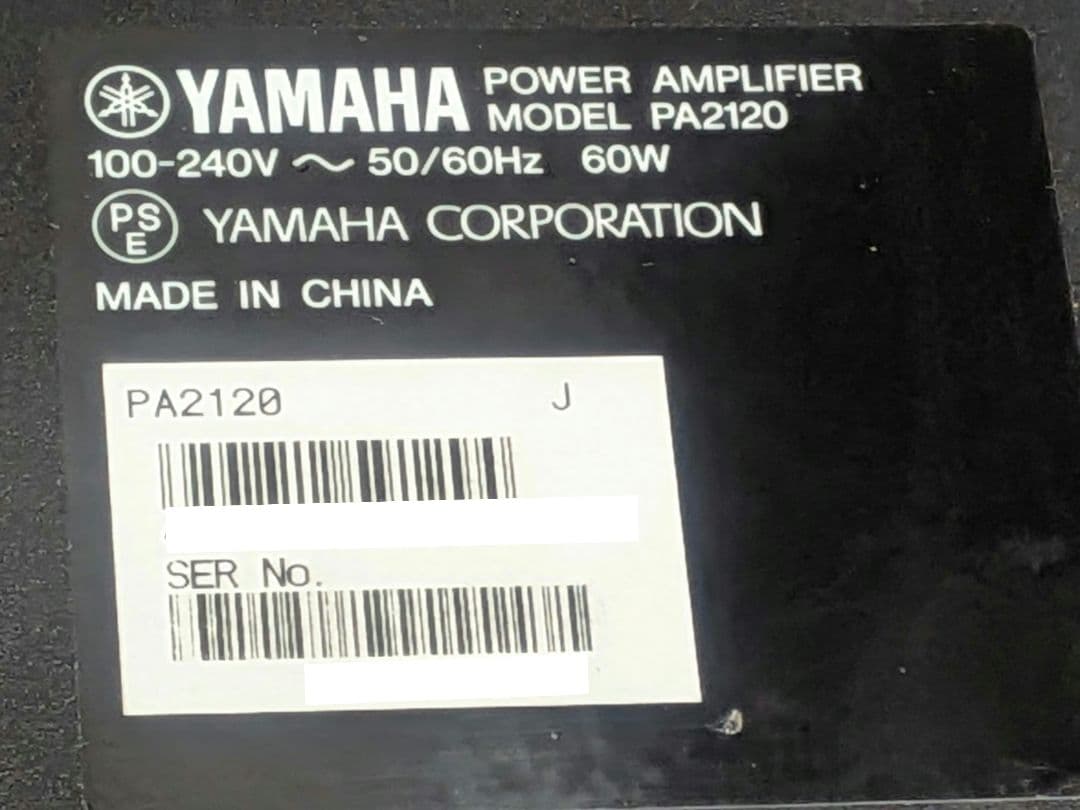 YAMAHA POWER AMPLIFIER
MODEL PA2120
100-240V ~ 50/60Hz 60W
PSE YAMAHA CORPORATION
MADE IN CHINA
PA2120 J
SER No.